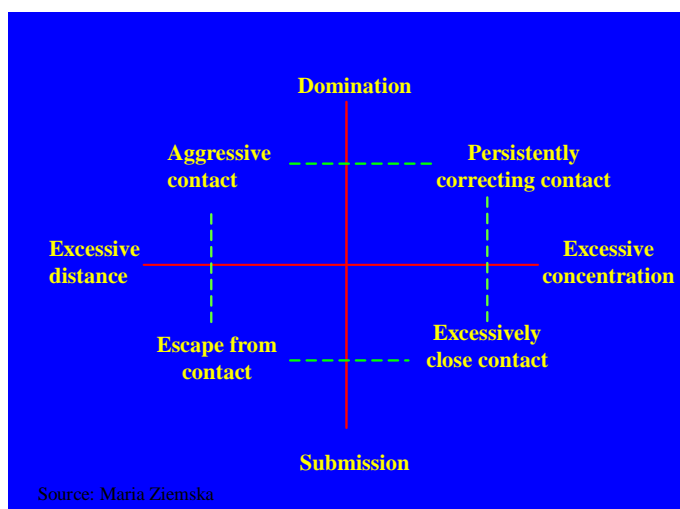 Domination
Aggressive
contact
Persistently
correcting contact
Excessive
distance
Excessive
concentration
Escape from
contact
Excessively
close contact
Submission
Source: Maria Ziemska